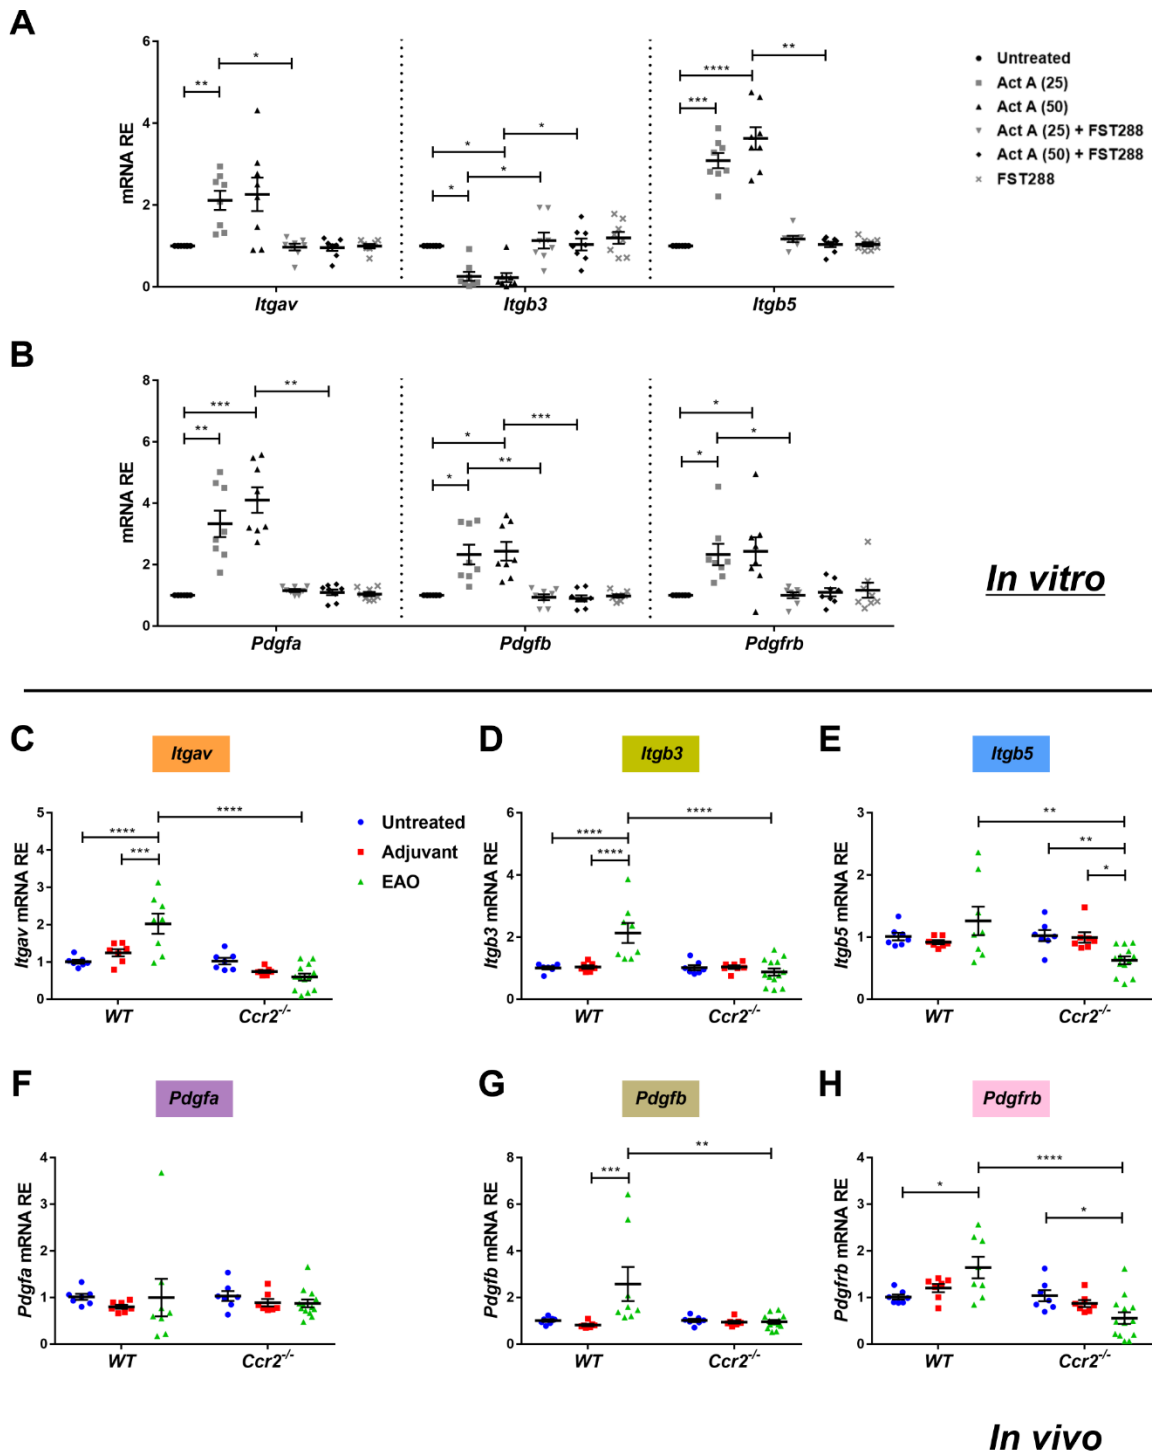 A
mRNA RE
6
4
2
0
**
*
*
*
*
*
***
****
**
Itgav
Itgb3
Itgb5
Untreated
Act A (25)
Act A (50)
Act A (25) + FST288
Act A (50) + FST288
FST288
B
mRNA RE
8
6
4
2
0
**
***
**
*
*
**
***
*
*
*
Pdgfa
Pdgfb
Pdgfrb
In vitro
C
Itgav
Itgav mRNA RE
5
4
3
2
1
0
****
***
****
WT
Ccr2-/-
Untreated
Adjuvant
EAO
D
Itgb3
Itgb3 mRNA RE
6
4
2
0
****
****
****
WT
Ccr2-/-
E
Itgb5
Itgb5 mRNA RE
3
2
1
0
**
**
*
WT
Ccr2-/-
F
Pdgfa
Pdgfa mRNA RE
4
3
2
1
0
WT
Ccr2-/-
G
Pdgfb
Pdgfb mRNA RE
8
6
4
2
0
***
**
WT
Ccr2-/-
H
Pdgfrb
Pdgfrb mRNA RE
4
3
2
1
0
*
****
*
WT
Ccr2-/-
In vivo